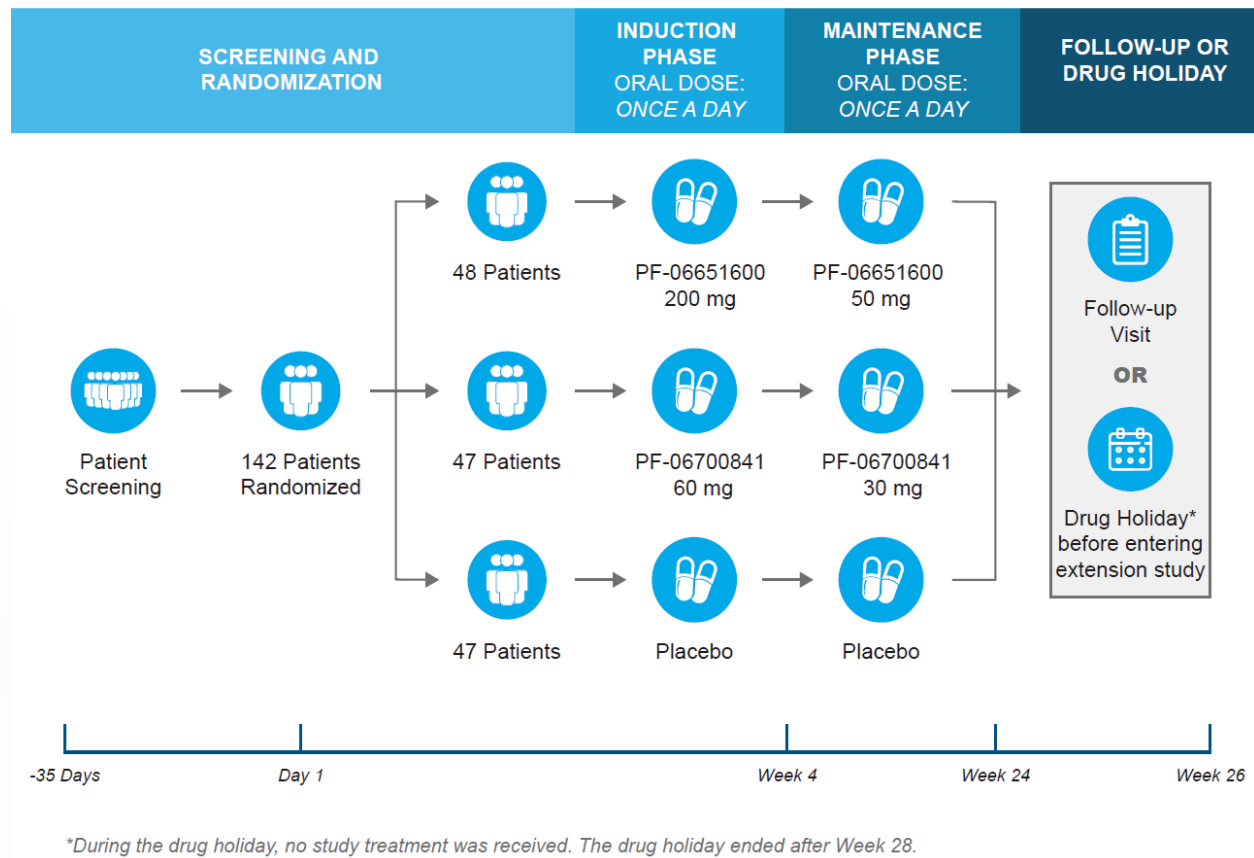 SCREENING AND
RANDOMIZATION
INDUCTION
PHASE
ORAL DOSE:
ONCE A DAY
MAINTENANCE
PHASE
ORAL DOSE:
ONCE A DAY
FOLLOW-UP OR
DRUG HOLIDAY
48 Patients
PF-06651600
200 mg
PF-06651600
50 mg
Patient
Screening
142 Patients
Randomized
47 Patients
PF-06700841
60 mg
PF-06700841
30 mg
47 Patients
Placebo
Placebo
Follow-up
Visit
OR
Drug Holiday*
before entering
extension study
-35 Days
Day 1
Week 4
Week 24
Week 26
*During the drug holiday, no study treatment was received. The drug holiday ended after Week 28.